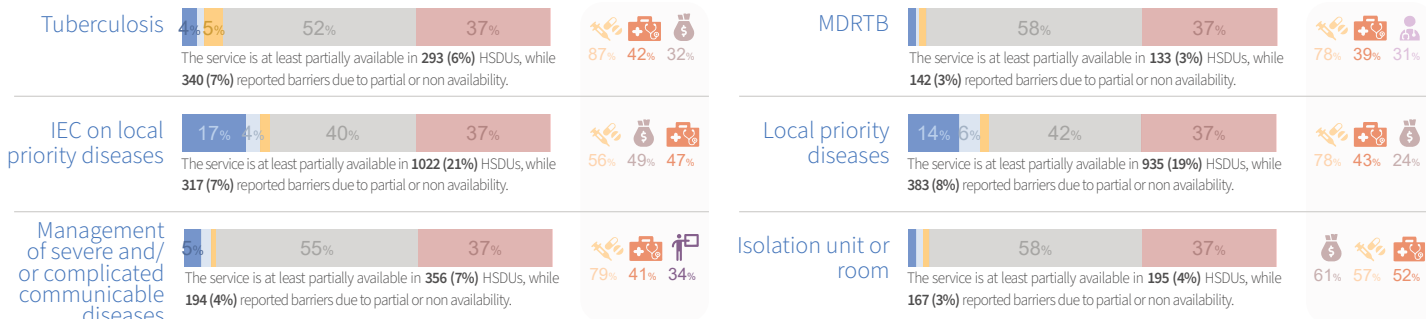 Tuberculosis
4% 5% 52% 37%
The service is at least partially available in 293 (6%) HSDUs, while
340 (7%) reported barriers due to partial or non availability.
87% 42% 32%
MDRTB
58% 37%
The service is at least partially available in 133 (3%) HSDUs, while
142 (3%) reported barriers due to partial or non availability.
78% 39% 31%
IEC on local
priority diseases
17% 4% 40% 37%
The service is at least partially available in 1022 (21%) HSDUs, while
317 (7%) reported barriers due to partial or non availability.
56% 49% 47%
Local priority
diseases
14% 6% 42% 37%
The service is at least partially available in 935 (19%) HSDUs, while
383 (8%) reported barriers due to partial or non availability.
78% 43% 24%
Management
of severe and/
or complicated
communicable
diseases
5% 55% 37%
The service is at least partially available in 356 (7%) HSDUs, while
194 (4%) reported barriers due to partial or non availability.
79% 41% 34%
Isolation unit or
room
58% 37%
The service is at least partially available in 195 (4%) HSDUs, while
167 (3%) reported barriers due to partial or non availability.
61% 57% 52%